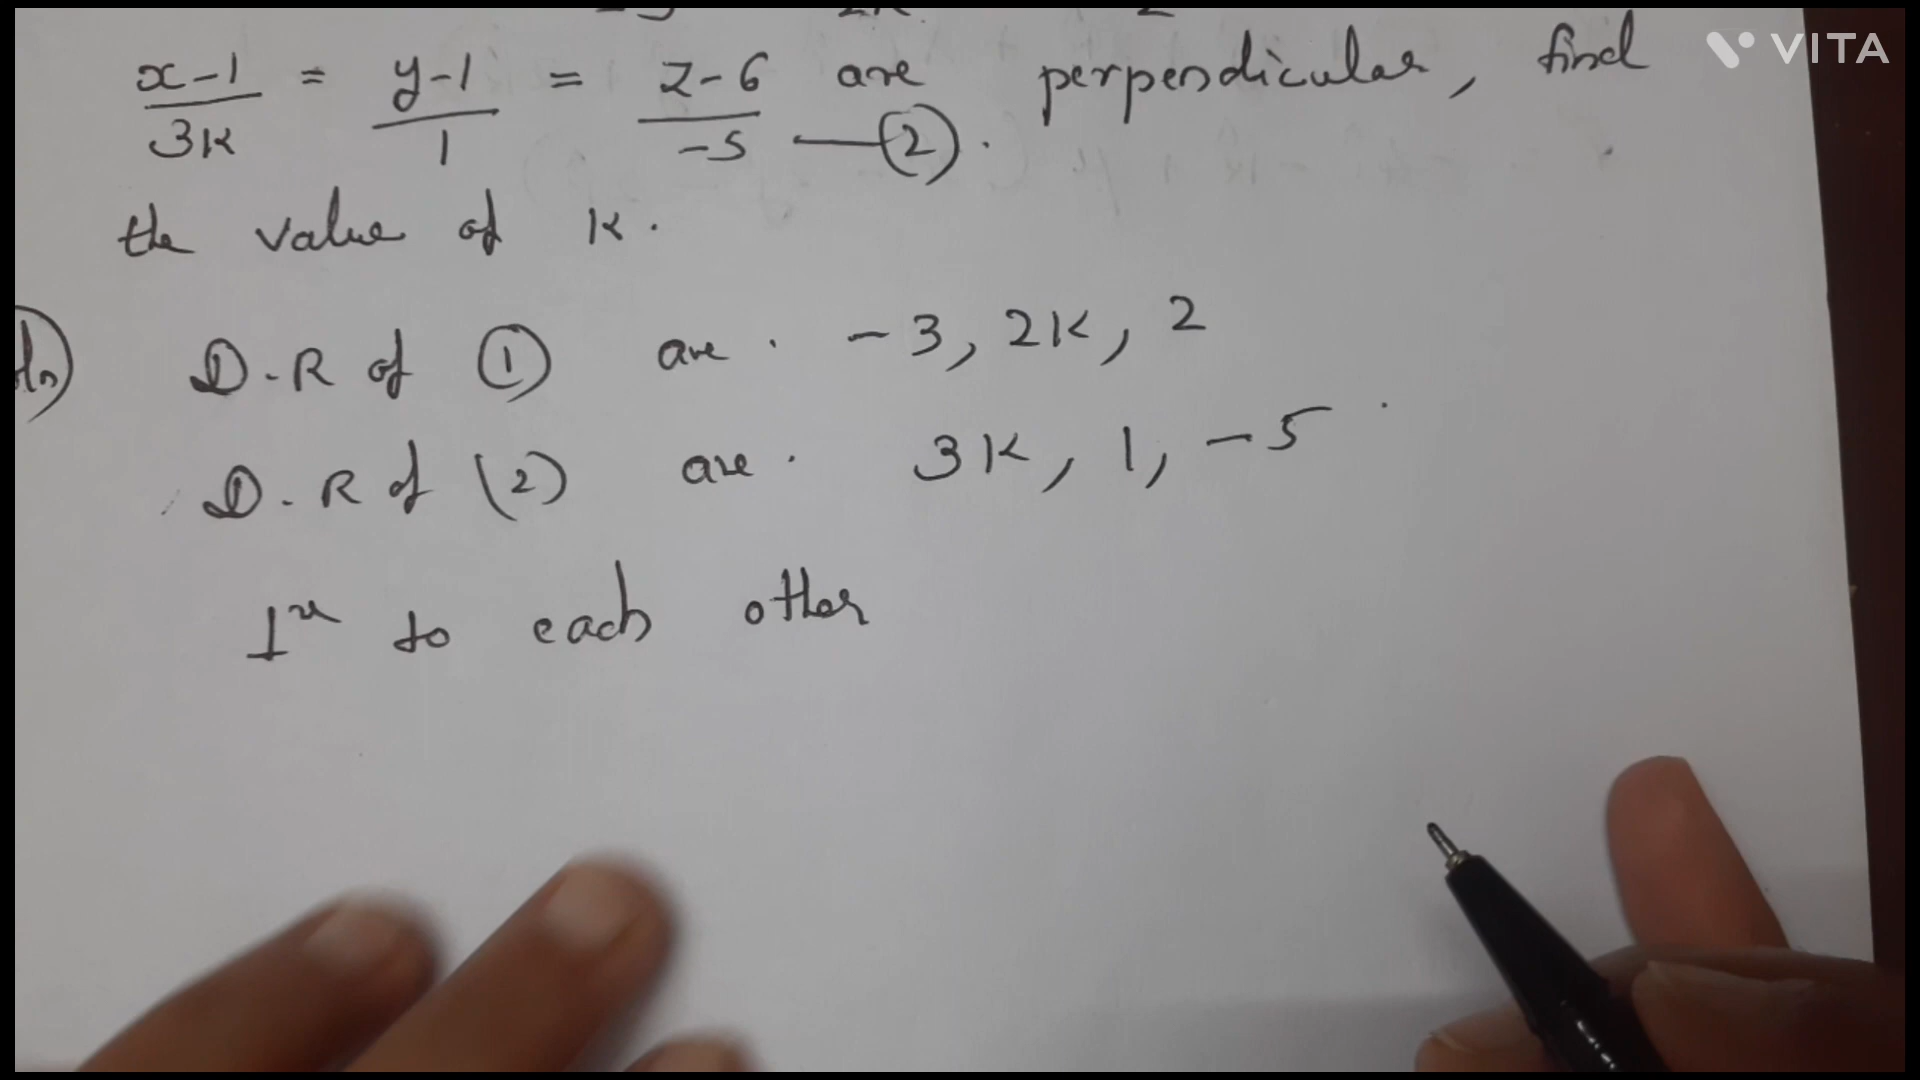 x-1/3K = y-1/1 = z-6/-5 —(2). are perpendicular, find
VITA
the value of K.
D.R of (1) are . -3, 2K, 2
D.R of (2) are . 3K, 1, -5
⊥r to each other